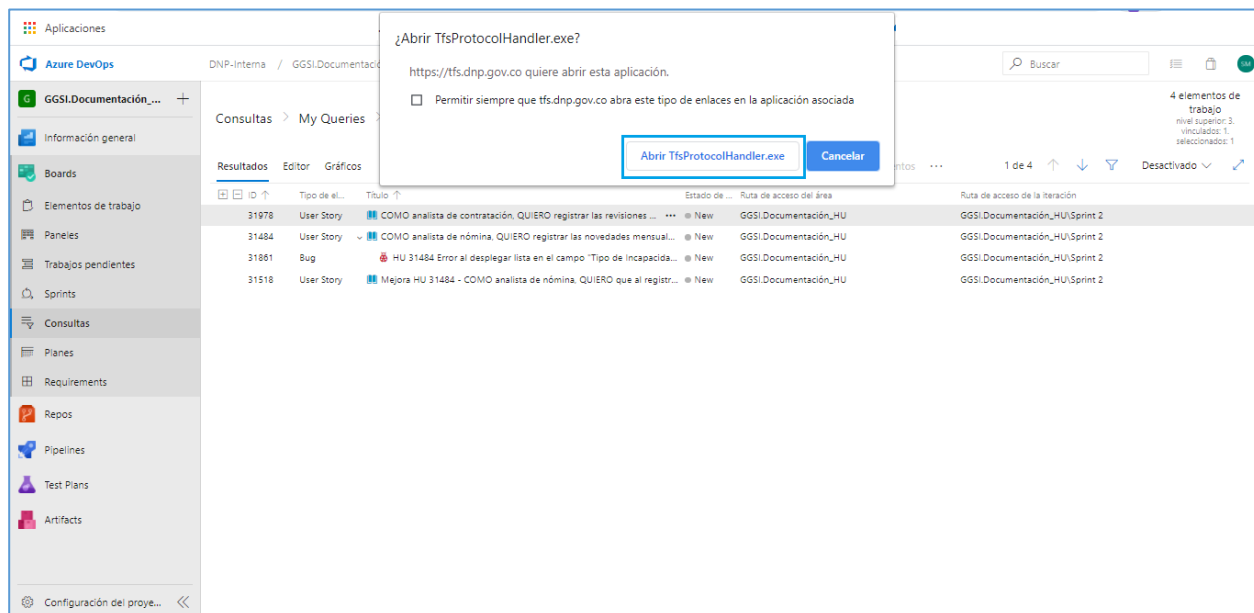 Aplicaciones
¿Abrir TfsProtocolHandler.exe?
https://tfs.dnp.gov.co quiere abrir esta aplicación.
Permitir siempre que tfs.dnp.gov.co abra este tipo de enlaces en la aplicación asociada
Abrir TfsProtocolHandler.exe
Cancelar
Azure DevOps
DNP-Interna / GGSI.Documentació
Buscar
SM
G GGSI.Documentación_... +
Información general
Boards
Elementos de trabajo
Paneles
Trabajos pendientes
Sprints
Consultas
Planes
Requirements
Repos
Pipelines
Test Plans
Artifacts
Configuración del proye...
Consultas > My Queries >
4 elementos de
trabajo
nivel superior: 3.
vinculados: 1.
seleccionados: 1
Resultados Editor Gráficos ntos ... 1 de 4 Desactivado
ID ↑ Tipo de el... Título ↑ Estado de ... Ruta de acceso del área Ruta de acceso de la iteración
31978 User Story COMO analista de contratación, QUIERO registrar las revisiones ... ••• New GGSI.Documentación_HU GGSI.Documentación_HU\Sprint 2
31484 User Story COMO analista de nómina, QUIERO registrar las novedades mensual... New GGSI.Documentación_HU GGSI.Documentación_HU\Sprint 2
31861 Bug HU 31484 Error al desplegar lista en el campo "Tipo de Incapacida... New GGSI.Documentación_HU GGSI.Documentación_HU\Sprint 2
31518 User Story Mejora HU 31484 - COMO analista de nómina, QUIERO que al registr... New GGSI.Documentación_HU GGSI.Documentación_HU\Sprint 2